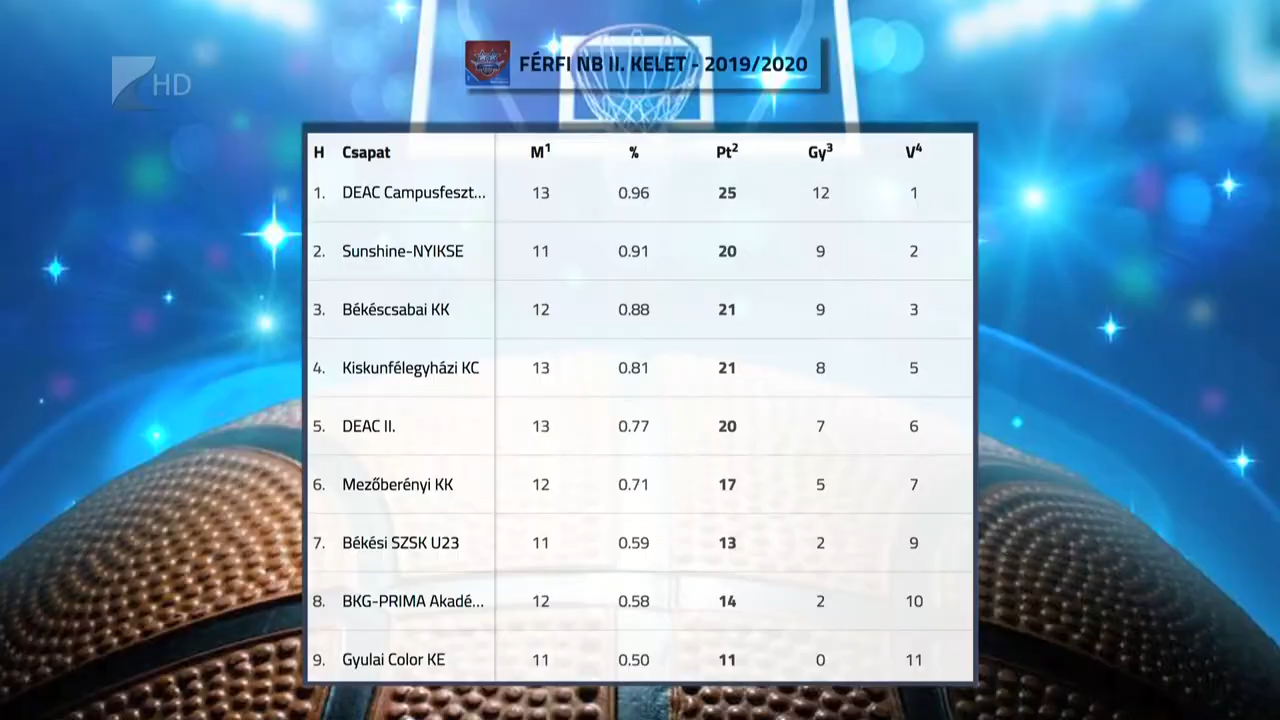 FÉRFI NB II. KELET - 2019/2020
HD
H Csapat M¹ % Pt² Gy³ V⁴
1. DEAC Campusfeszt... 13 0.96 25 12 1
2. Sunshine-NYIKSE 11 0.91 20 9 2
3. Békéscsabai KK 12 0.88 21 9 3
4. Kiskunfélegyházi KC 13 0.81 21 8 5
5. DEAC II. 13 0.77 20 7 6
6. Mezőberényi KK 12 0.71 17 5 7
7. Békési SZSK U23 11 0.59 13 2 9
8. BKG-PRIMA Akadé... 12 0.58 14 2 10
9. Gyulai Color KE 11 0.50 11 0 11